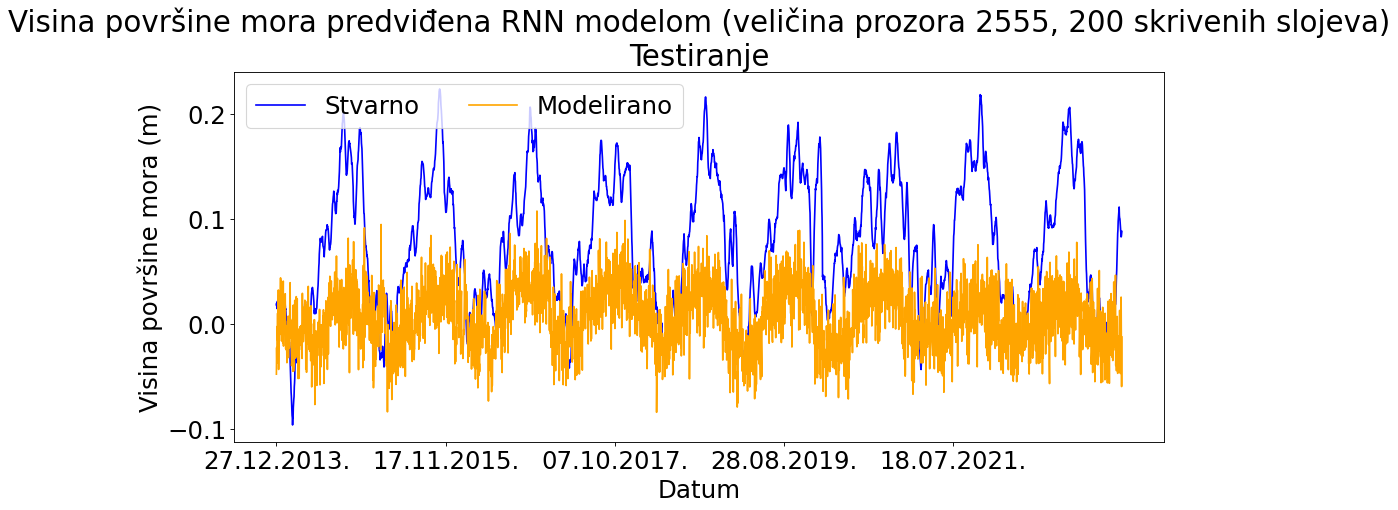 Visina površine mora predviđena RNN modelom (veličina prozora 2555, 200 skrivenih slojeva)
Testiranje
Stvarno Modelirano
Visina površine mora (m)
0.2
0.1
0.0
−0.1
27.12.2013. 17.11.2015. 07.10.2017. 28.08.2019. 18.07.2021.
Datum